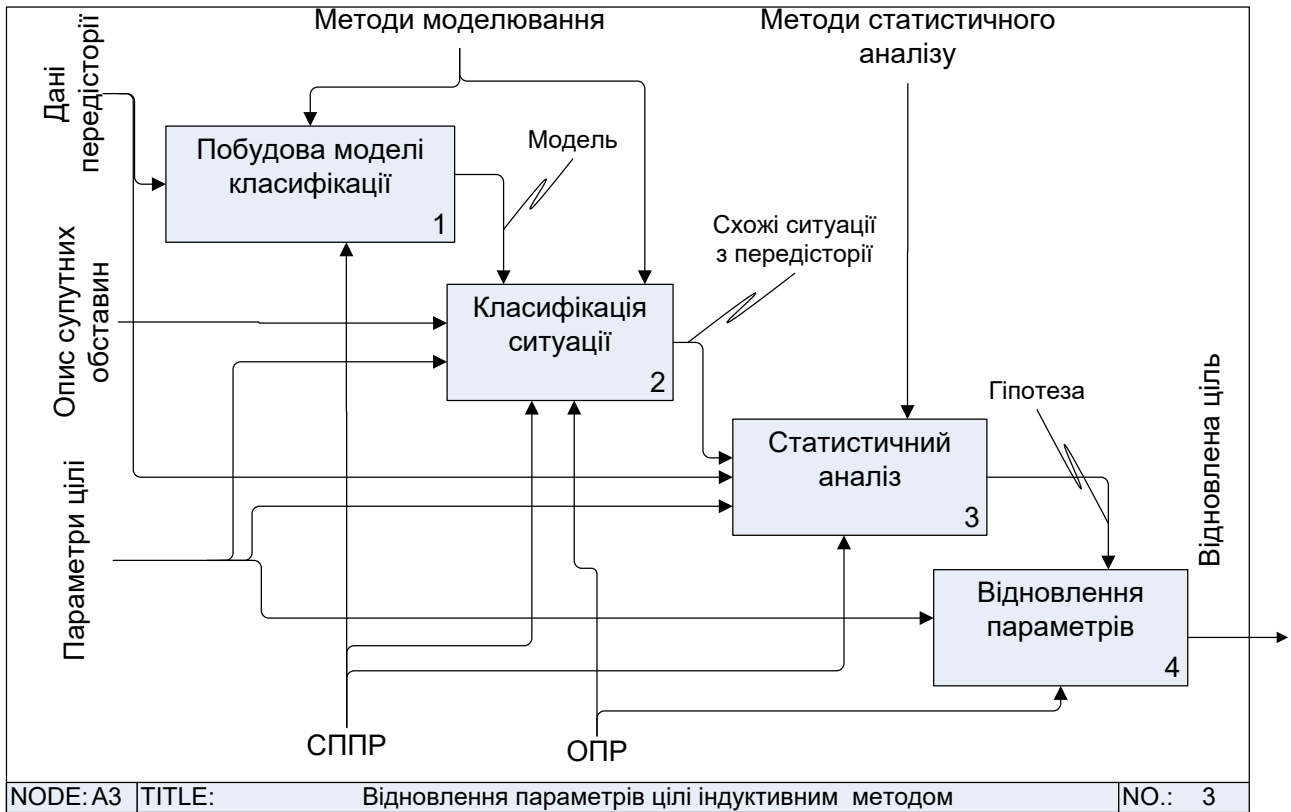 Методи моделювання
Методи статистичного
аналізу
Дані
передісторії
Побудова моделі
класифікації
1
Модель
Схожі ситуації
з передісторії
Опис супутних
обставин
Класифікація
ситуації
2
Гіпотеза
Відновлена ціль
Статистичний
аналіз
3
Параметри цілі
Відновлення
параметрів
4
СППР
ОПР
NODE: A3 TITLE: Відновлення параметрів цілі індуктивним методом NO.: 3